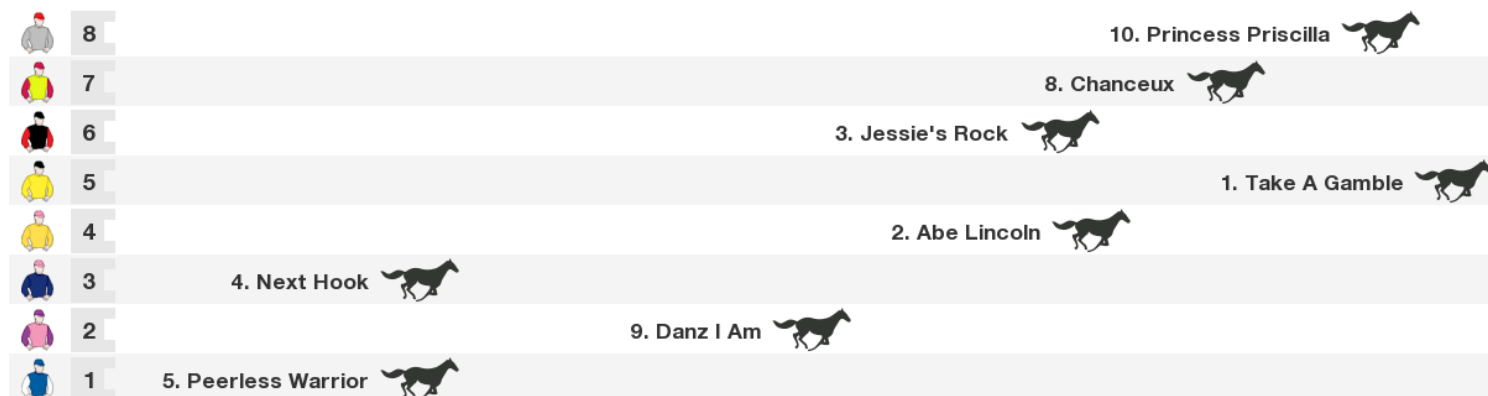 8 10. Princess Priscilla
7 8. Chanceux
6 3. Jessie's Rock
5 1. Take A Gamble
4 2. Abe Lincoln
3 4. Next Hook
2 9. Danz I Am
1 5. Peerless Warrior